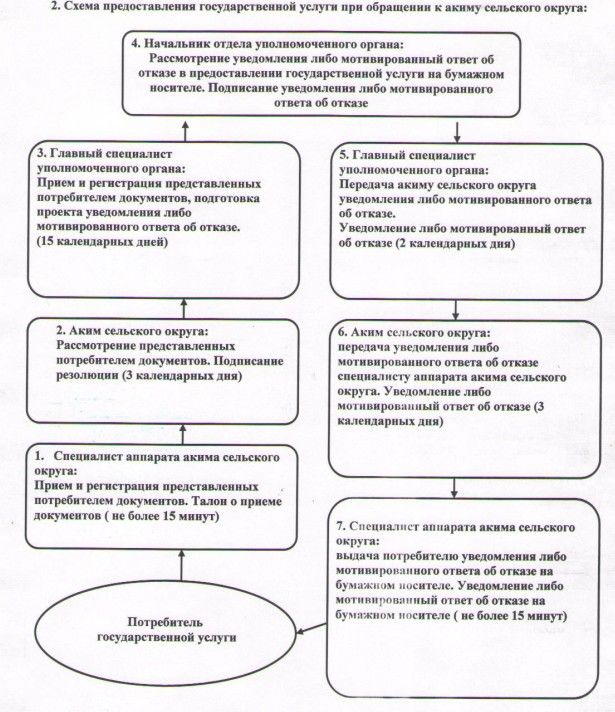 2. Схема предоставления государственной услуги при обращении к акиму сельского округа:
4. Начальник отдела уполномоченного органа:
Рассмотрение уведомления либо мотивированный ответ об
отказе в предоставлении государственной услуги на бумажном
носителе. Подписание уведомления либо мотивированного
ответа об отказе
3. Главный специалист
уполномоченного органа:
Прием и регистрация представленных
потребителем документов, подготовка
проекта уведомления либо
мотивированного ответа об отказе.
(15 календарных дней)
5. Главный специалист
уполномоченного органа:
Передача акиму сельского округа
уведомления либо мотивированного ответа
об отказе.
Уведомление либо мотивированный ответ
об отказе (2 календарных дня)
2. Аким сельского округа:
Рассмотрение представленных
потребителем документов. Подписание
резолюции (3 календарных дня)
6. Аким сельского округа:
передача уведомления либо
мотивированного ответа об отказе
специалисту аппарата акима сельского
округа. Уведомление либо
мотивированный ответ об отказе (3
календарных дня)
1. Специалист аппарата акима сельского
округа:
Прием и регистрация представленных
потребителем документов. Талон о приеме
документов ( не более 15 минут)
7. Специалист аппарата акима сельского
округа:
выдача потребителю уведомления либо
мотивированного ответа об отказе на
бумажном носителе. Уведомление либо
мотивированный ответ об отказе на
бумажном носителе ( не более 15 минут)
Потребитель
государственной услуги